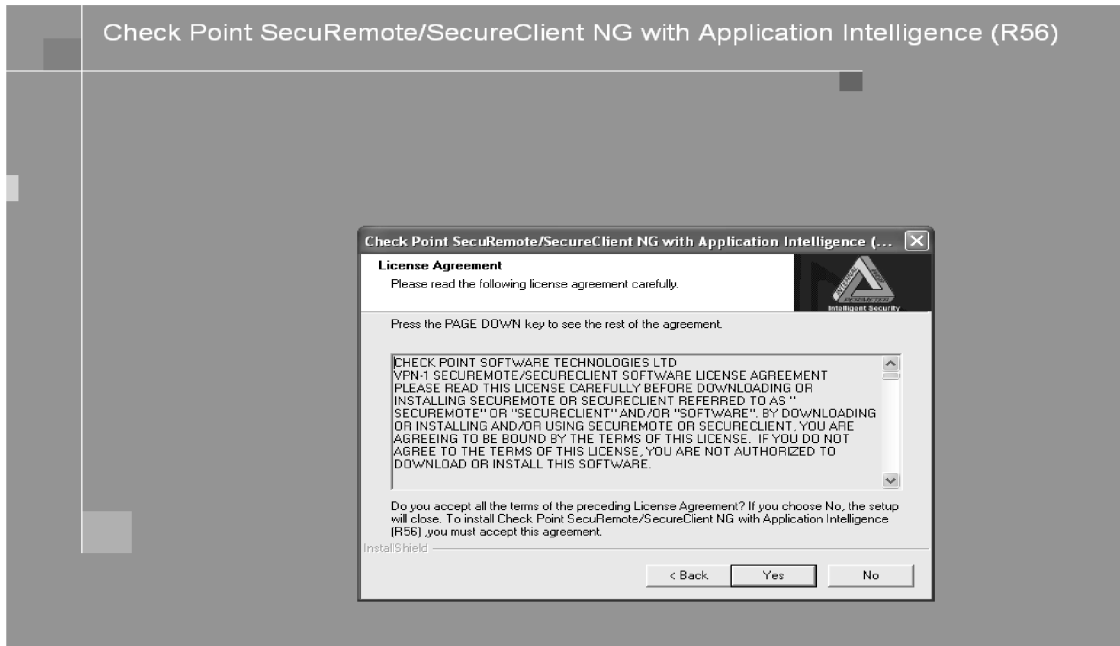 Check Point SecuRemote/SecureClient NG with Application Intelligence (R56)
Check Point SecuRemote/SecureClient NG with Application Intelligence (...
License Agreement
Please read the following license agreement carefully.
Intelligent Security
Press the PAGE DOWN key to see the rest of the agreement.
CHECK POINT SOFTWARE TECHNOLOGIES LTD
VPN-1 SECUREMOTE/SECURECLIENT SOFTWARE LICENSE AGREEMENT
PLEASE READ THIS LICENSE CAREFULLY BEFORE DOWNLOADING OR
INSTALLING SECUREMOTE OR SECURECLIENT REFERRED TO AS "
SECUREMOTE" OR "SECURECLIENT" AND/OR "SOFTWARE". BY DOWNLOADING
OR INSTALLING AND/OR USING SECUREMOTE OR SECURECLIENT, YOU ARE
AGREEING TO BE BOUND BY THE TERMS OF THIS LICENSE. IF YOU DO NOT
AGREE TO THE TERMS OF THIS LICENSE, YOU ARE NOT AUTHORIZED TO
DOWNLOAD OR INSTALL THIS SOFTWARE.
Do you accept all the terms of the preceding License Agreement? If you choose No, the setup
will close. To install Check Point SecuRemote/SecureClient NG with Application Intelligence
(R56) ,you must accept this agreement.
InstallShield
< Back
Yes
No